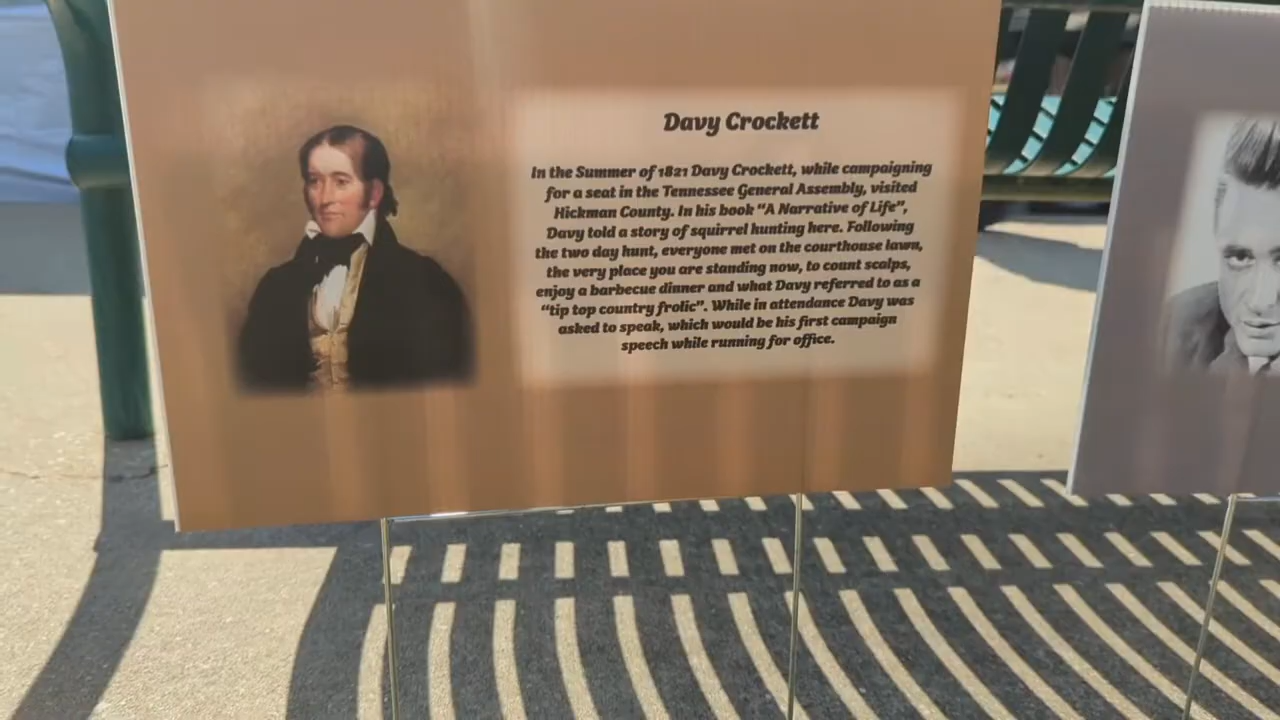 Davy Crockett
In the Summer of 1821 Davy Crockett, while campaigning
for a seat in the Tennessee General Assembly, visited
Hickman County. In his book “A Narrative of Life”,
Davy told a story of squirrel hunting here. Following
the two day hunt, everyone met on the courthouse lawn,
the very place you are standing now, to count scalps,
enjoy a barbecue dinner and what Davy referred to as a
“tip top country frolic”. While in attendance Davy was
asked to speak, which would be his first campaign
speech while running for office.